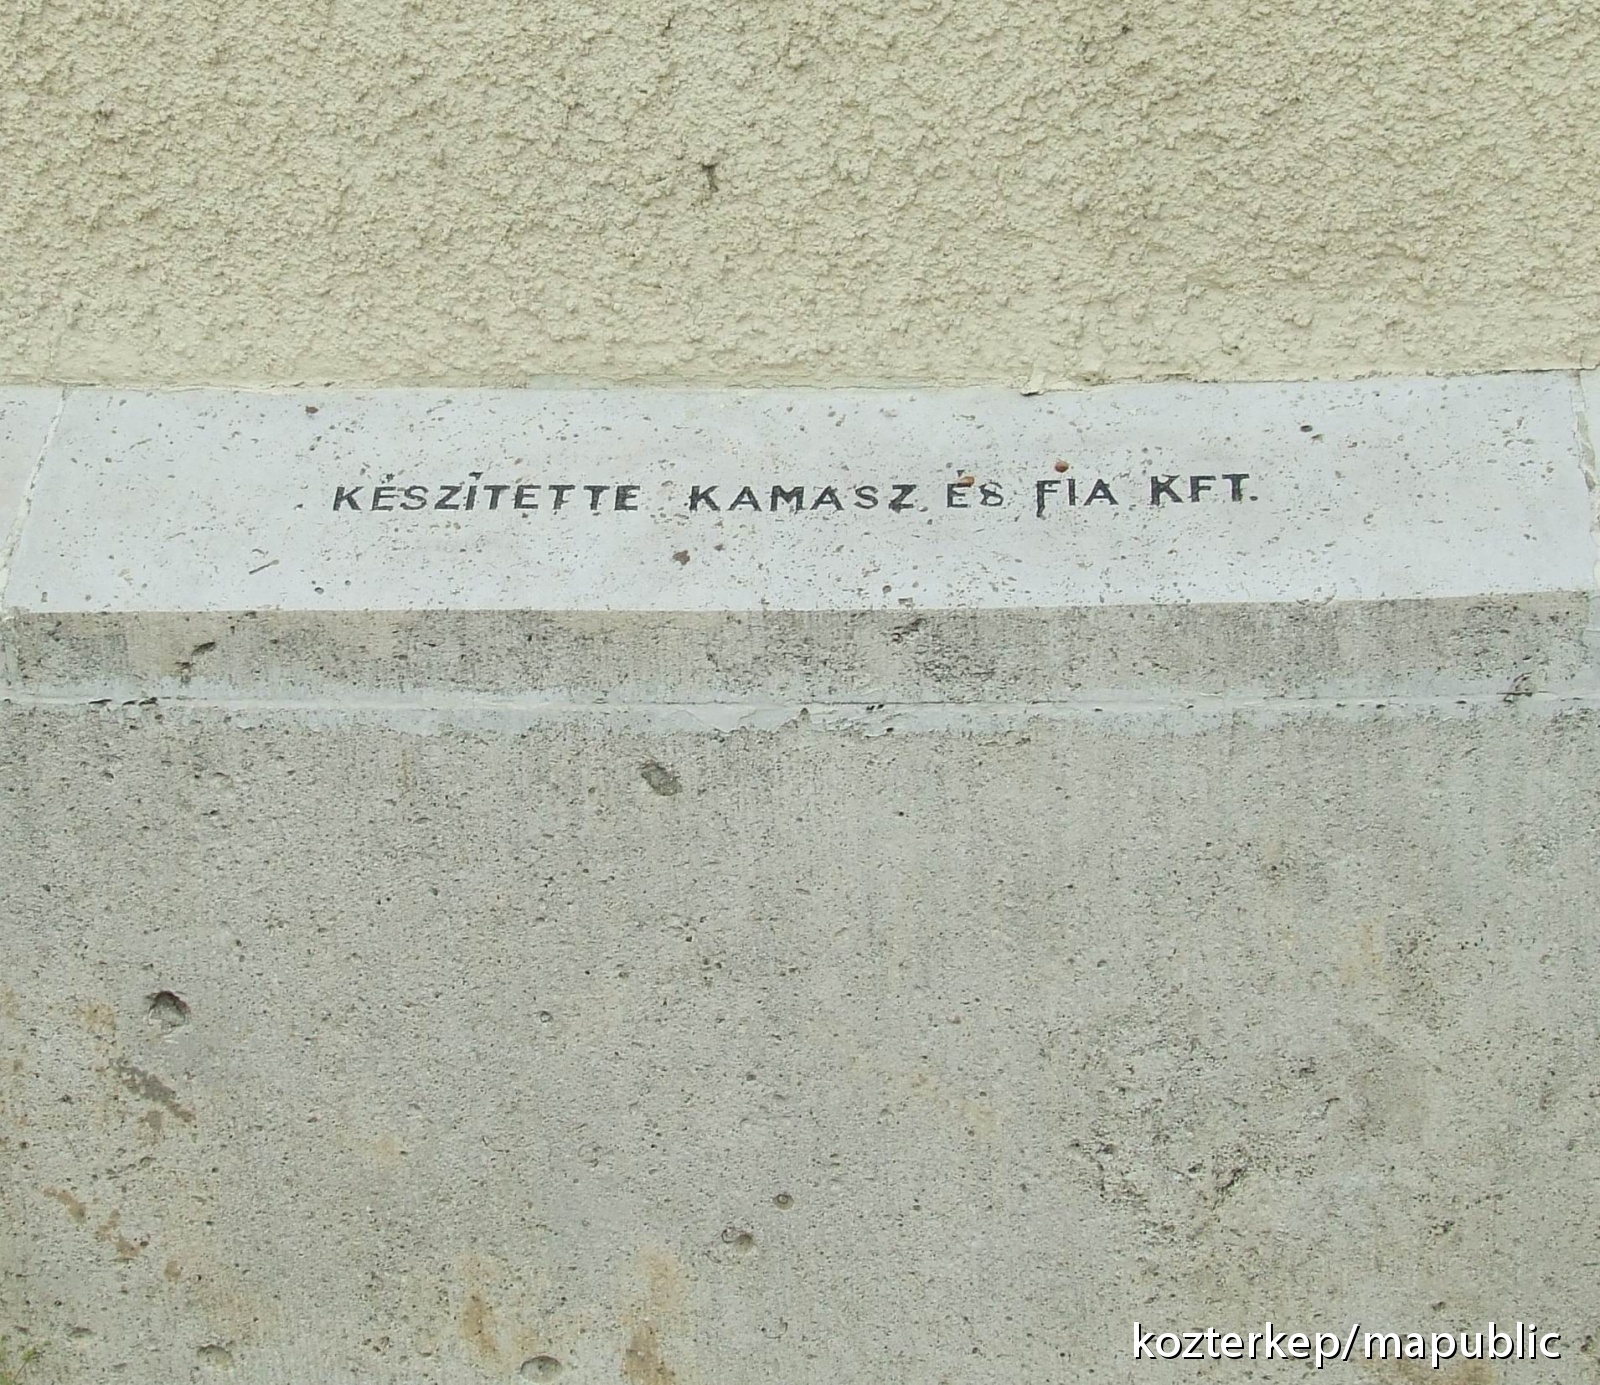 KÉSZÍTETTE KAMASZ ÉS FIA KFT.
kozterkep/mapublic